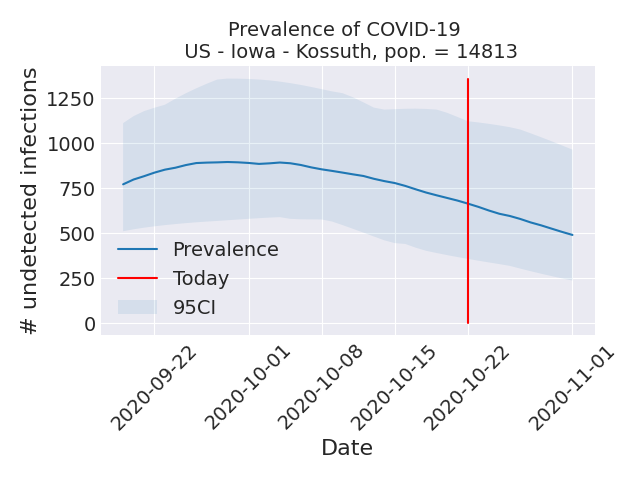 Prevalence of COVID-19
US - Iowa - Kossuth, pop. = 14813
# undetected infections
1250
1000
750
500
250
0
Prevalence
Today
95CI
2020-09-22
2020-10-01
2020-10-08
2020-10-15
2020-10-22
2020-11-01
Date